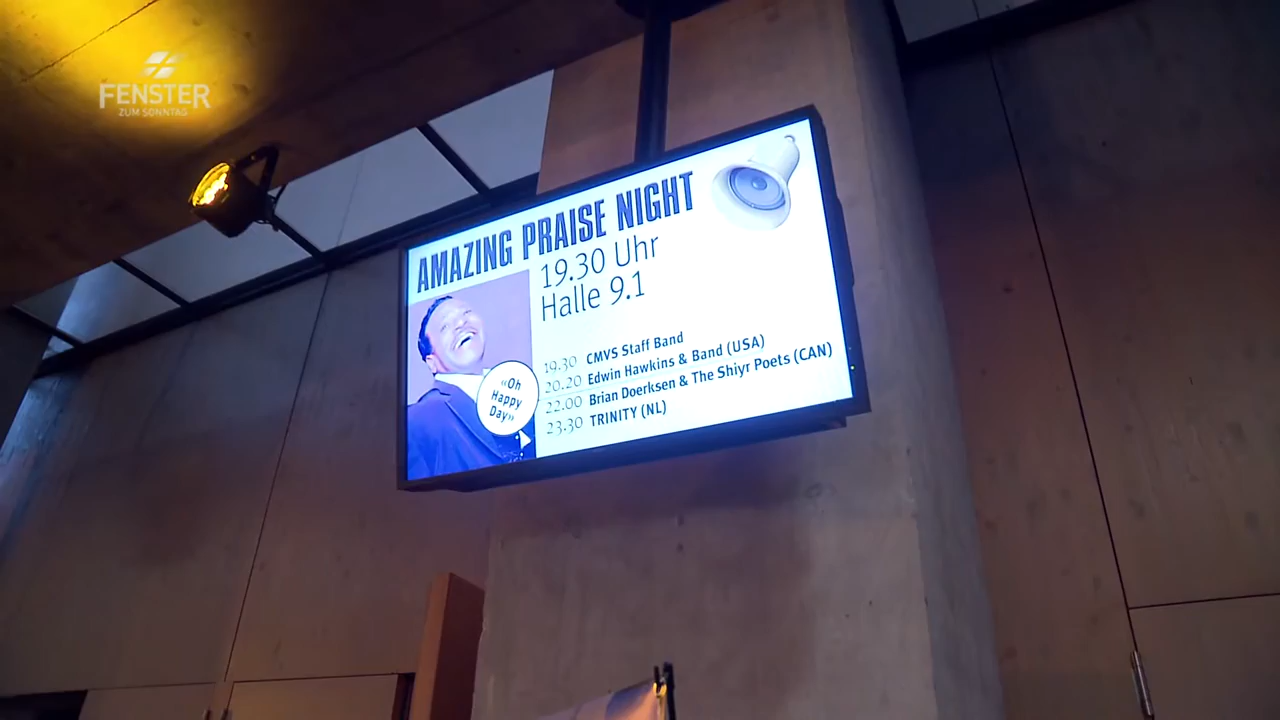 FENSTER
ZUM SONNTAG
AMAZING PRAISE NIGHT
19.30 Uhr
Halle 9.1
«Oh
Happy
Day»
19.30 CMVS Staff Band
20.20 Edwin Hawkins & Band (USA)
22.00 Brian Doerksen & The Shiyr Poets (CAN)
23.30 TRINITY (NL)